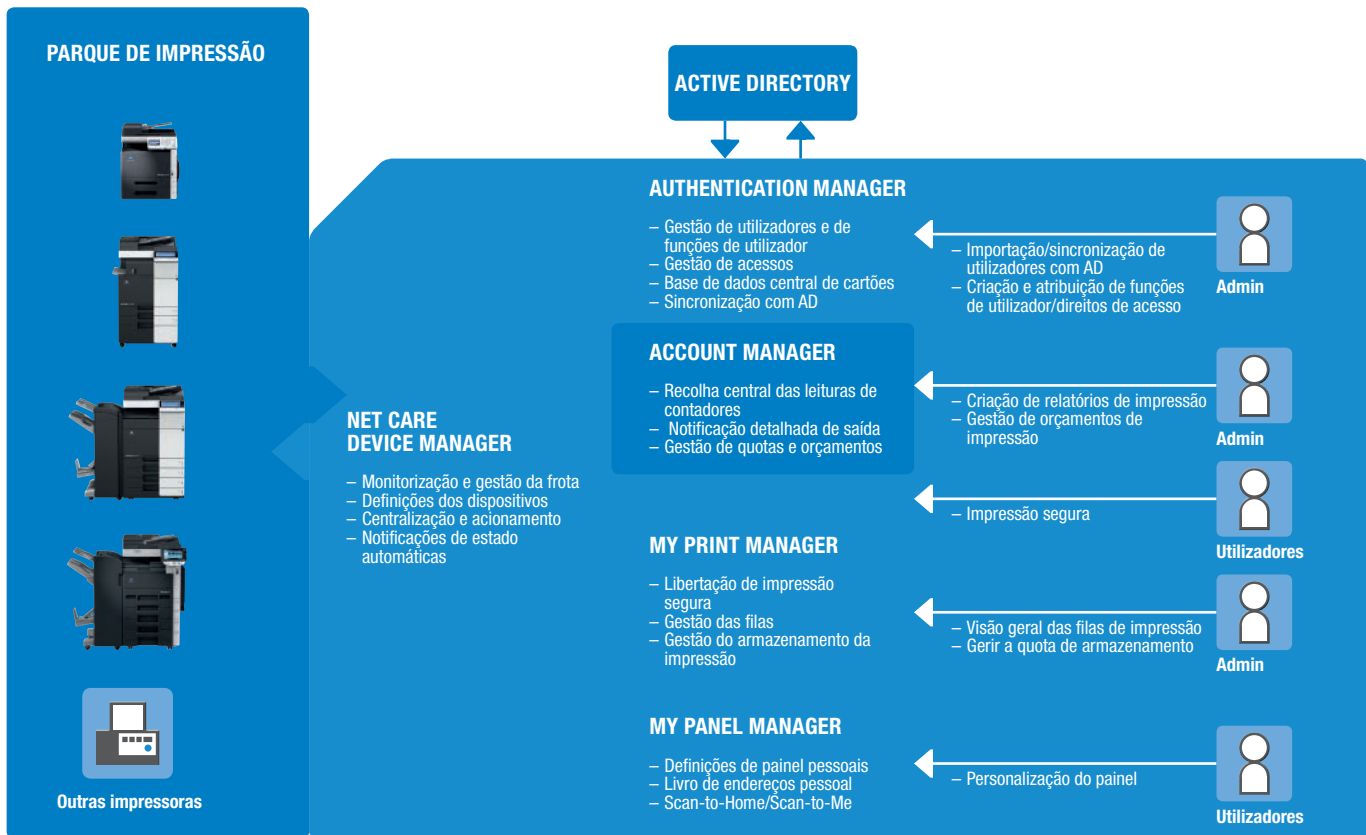 PARQUE DE IMPRESSÃO
Outras impressoras
ACTIVE DIRECTORY
NET CARE
DEVICE MANAGER
– Monitorização e gestão da frota
– Definições dos dispositivos
– Centralização e acionamento
– Notificações de estado
automáticas
AUTHENTICATION MANAGER
– Gestão de utilizadores e de
funções de utilizador
– Gestão de acessos
– Base de dados central de cartões
– Sincronização com AD
– Importação/sincronização de
utilizadores com AD
– Criação e atribuição de funções
de utilizador/direitos de acesso
Admin
ACCOUNT MANAGER
– Recolha central das leituras de
contadores
– Notificação detalhada de saída
– Gestão de quotas e orçamentos
– Criação de relatórios de impressão
– Gestão de orçamentos de
impressão
Admin
– Impressão segura
Utilizadores
MY PRINT MANAGER
– Libertação de impressão
segura
– Gestão das filas
– Gestão do armazenamento da
impressão
– Visão geral das filas de impressão
– Gerir a quota de armazenamento
Admin
MY PANEL MANAGER
– Definições de painel pessoais
– Livro de endereços pessoal
– Scan-to-Home/Scan-to-Me
– Personalização do painel
Utilizadores